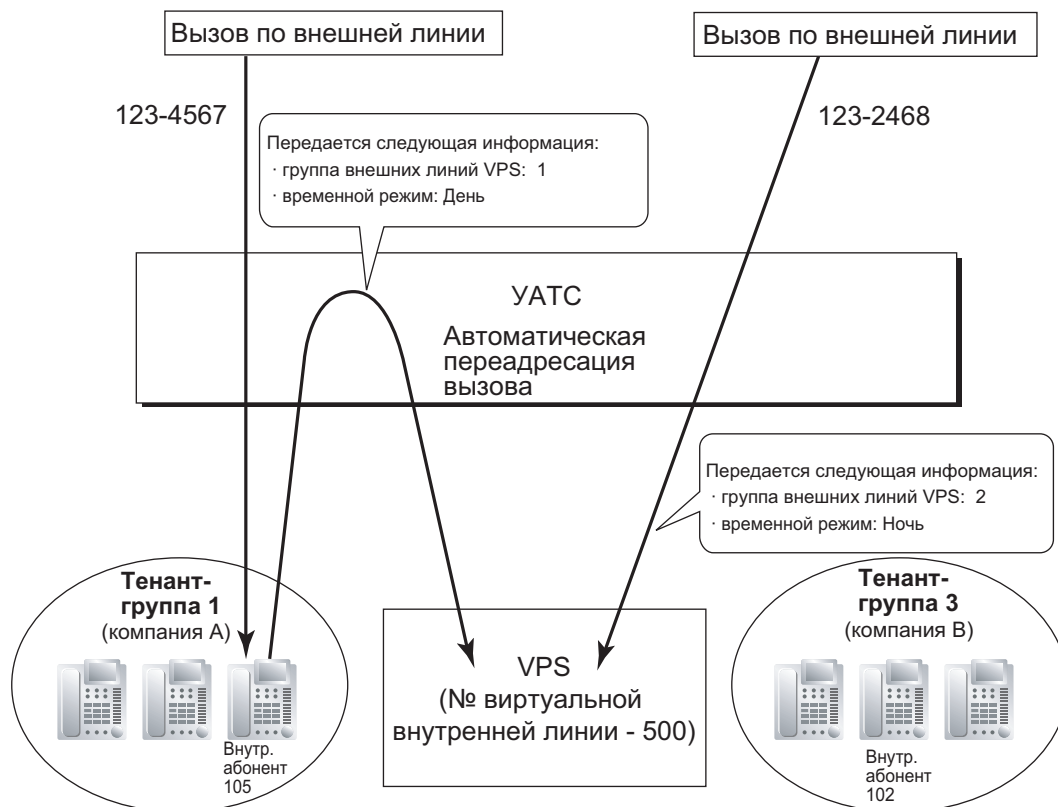 Вызов по внешней линии
Вызов по внешней линии
123-4567
123-2468
Передается следующая информация:
· группа внешних линий VPS: 1
· временной режим: День
УАТС
Автоматическая
переадресация
вызова
Передается следующая информация:
· группа внешних линий VPS: 2
· временной режим: Ночь
Тенант-
группа 1
(компания А)
Внутр.
абонент
105
VPS
(№ виртуальной
внутренней линии - 500)
Тенант-
группа 3
(компания В)
Внутр.
абонент
102